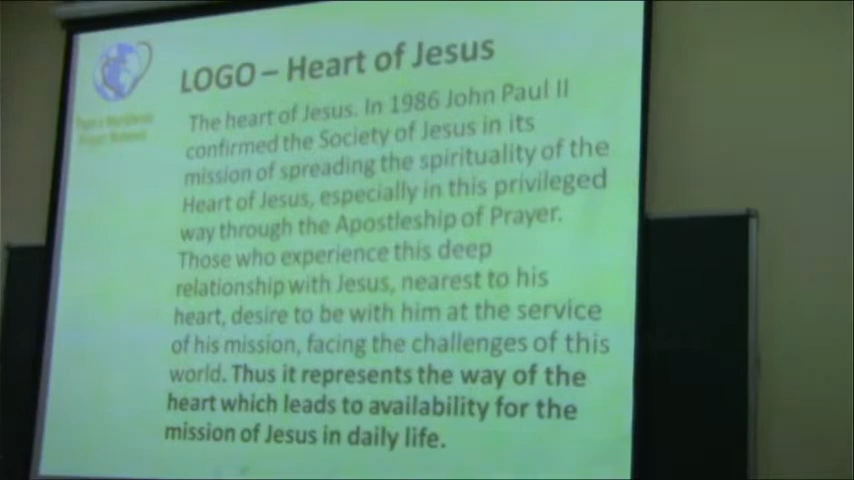 LOGO – Heart of Jesus
The heart of Jesus. In 1986 John Paul II
confirmed the Society of Jesus in its
mission of spreading the spirituality of the
Heart of Jesus, especially in this privileged
way through the Apostleship of Prayer.
Those who experience this deep
relationship with Jesus, nearest to his
heart, desire to be with him at the service
of his mission, facing the challenges of this
world. Thus it represents the way of the
heart which leads to availability for the
mission of Jesus in daily life.